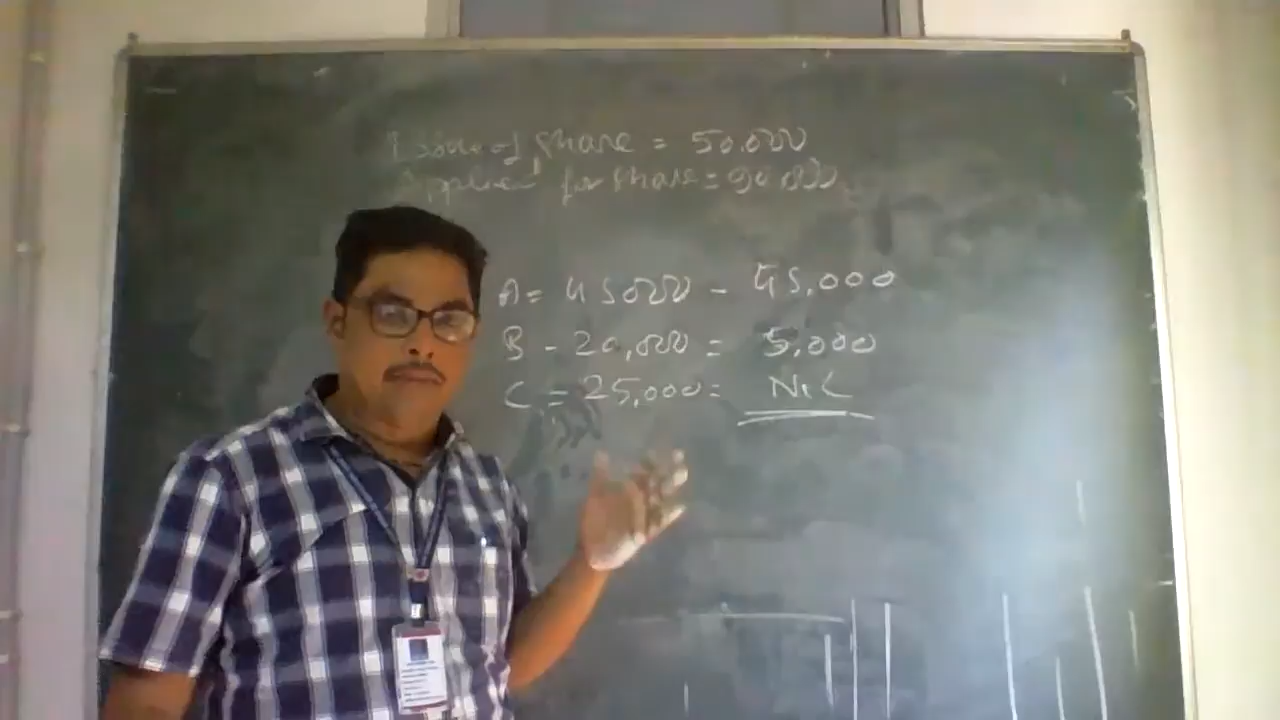 Issue of share = 50,000
Applied for share = 90,000
A = 45000 - 45,000
B - 20,000 = 5,000
C = 25,000 = NIL